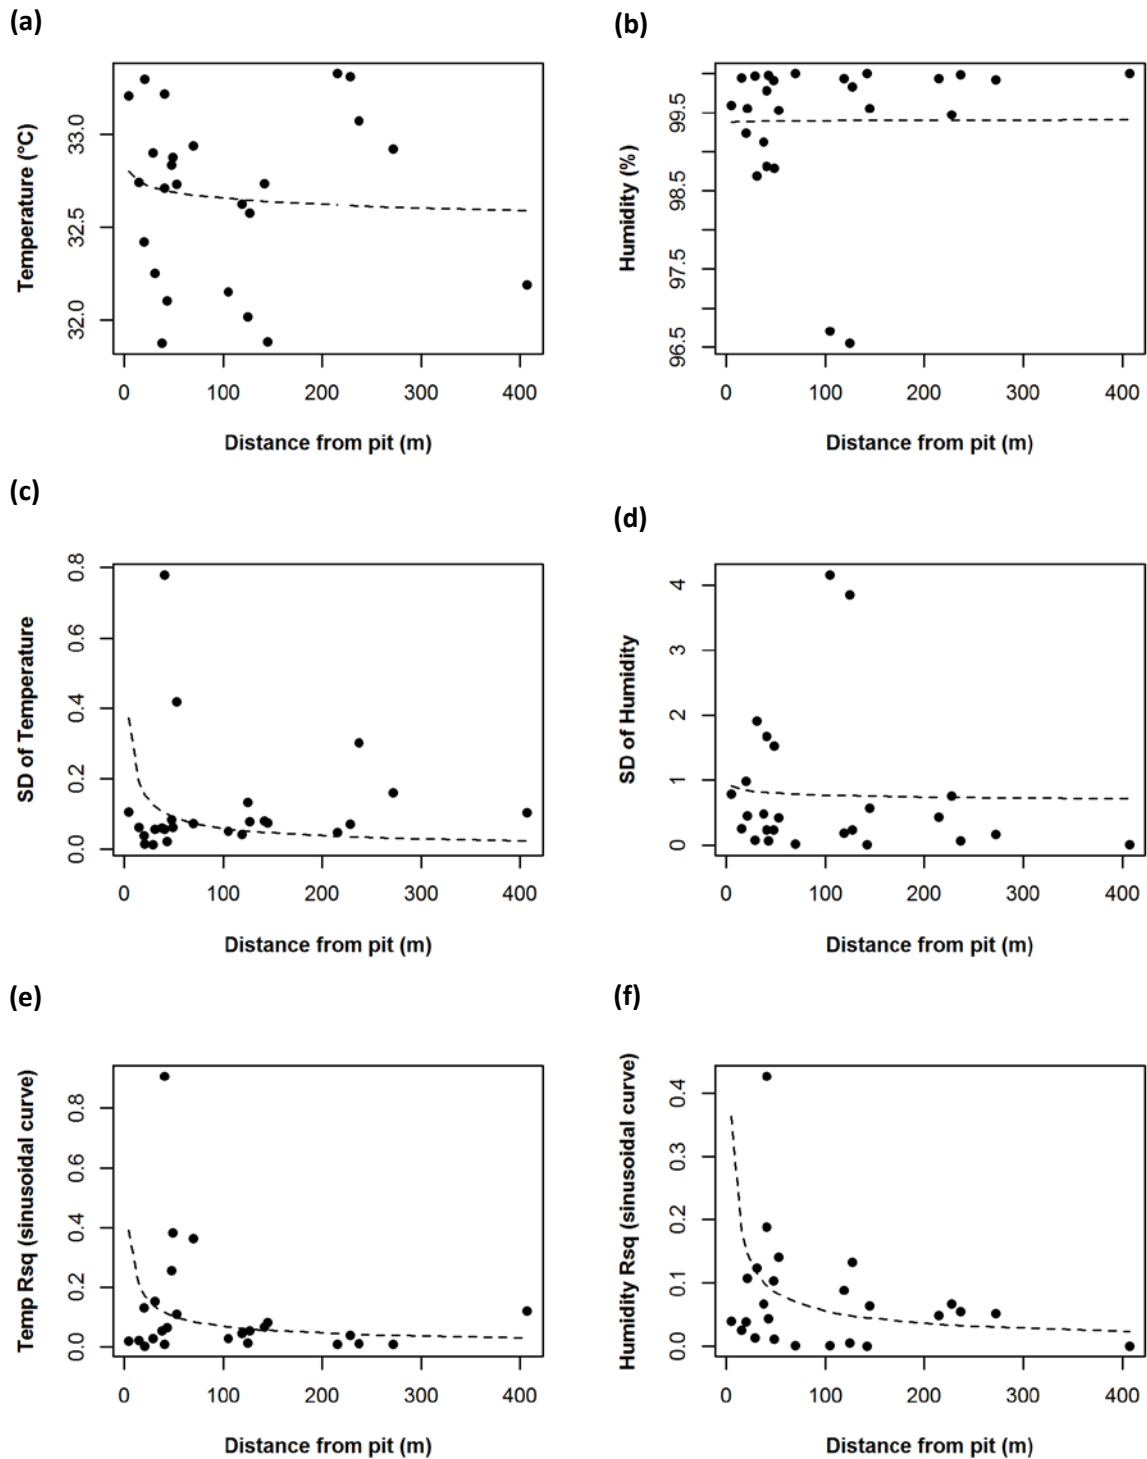 (a)
33.0
32.5
32.0
Temperature (°C)
0 100 200 300 400
Distance from pit (m)
(b)
99.5
98.5
97.5
96.5
Humidity (%)
0 100 200 300 400
Distance from pit (m)
(c)
0.8
0.6
0.4
0.2
0.0
SD of Temperature
0 100 200 300 400
Distance from pit (m)
(d)
4
3
2
1
0
SD of Humidity
0 100 200 300 400
Distance from pit (m)
(e)
0.8
0.6
0.4
0.2
0.0
Temp Rsq (sinusoidal curve)
0 100 200 300 400
Distance from pit (m)
(f)
0.4
0.3
0.2
0.1
0.0
Humidity Rsq (sinusoidal curve)
0 100 200 300 400
Distance from pit (m)